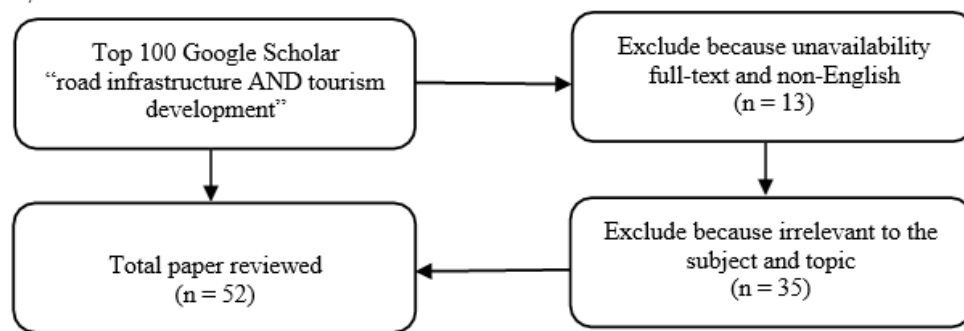 Top 100 Google Scholar
“road infrastructure AND tourism
development”
Exclude because unavailability
full-text and non-English
(n = 13)
Total paper reviewed
(n = 52)
Exclude because irrelevant to the
subject and topic
(n = 35)